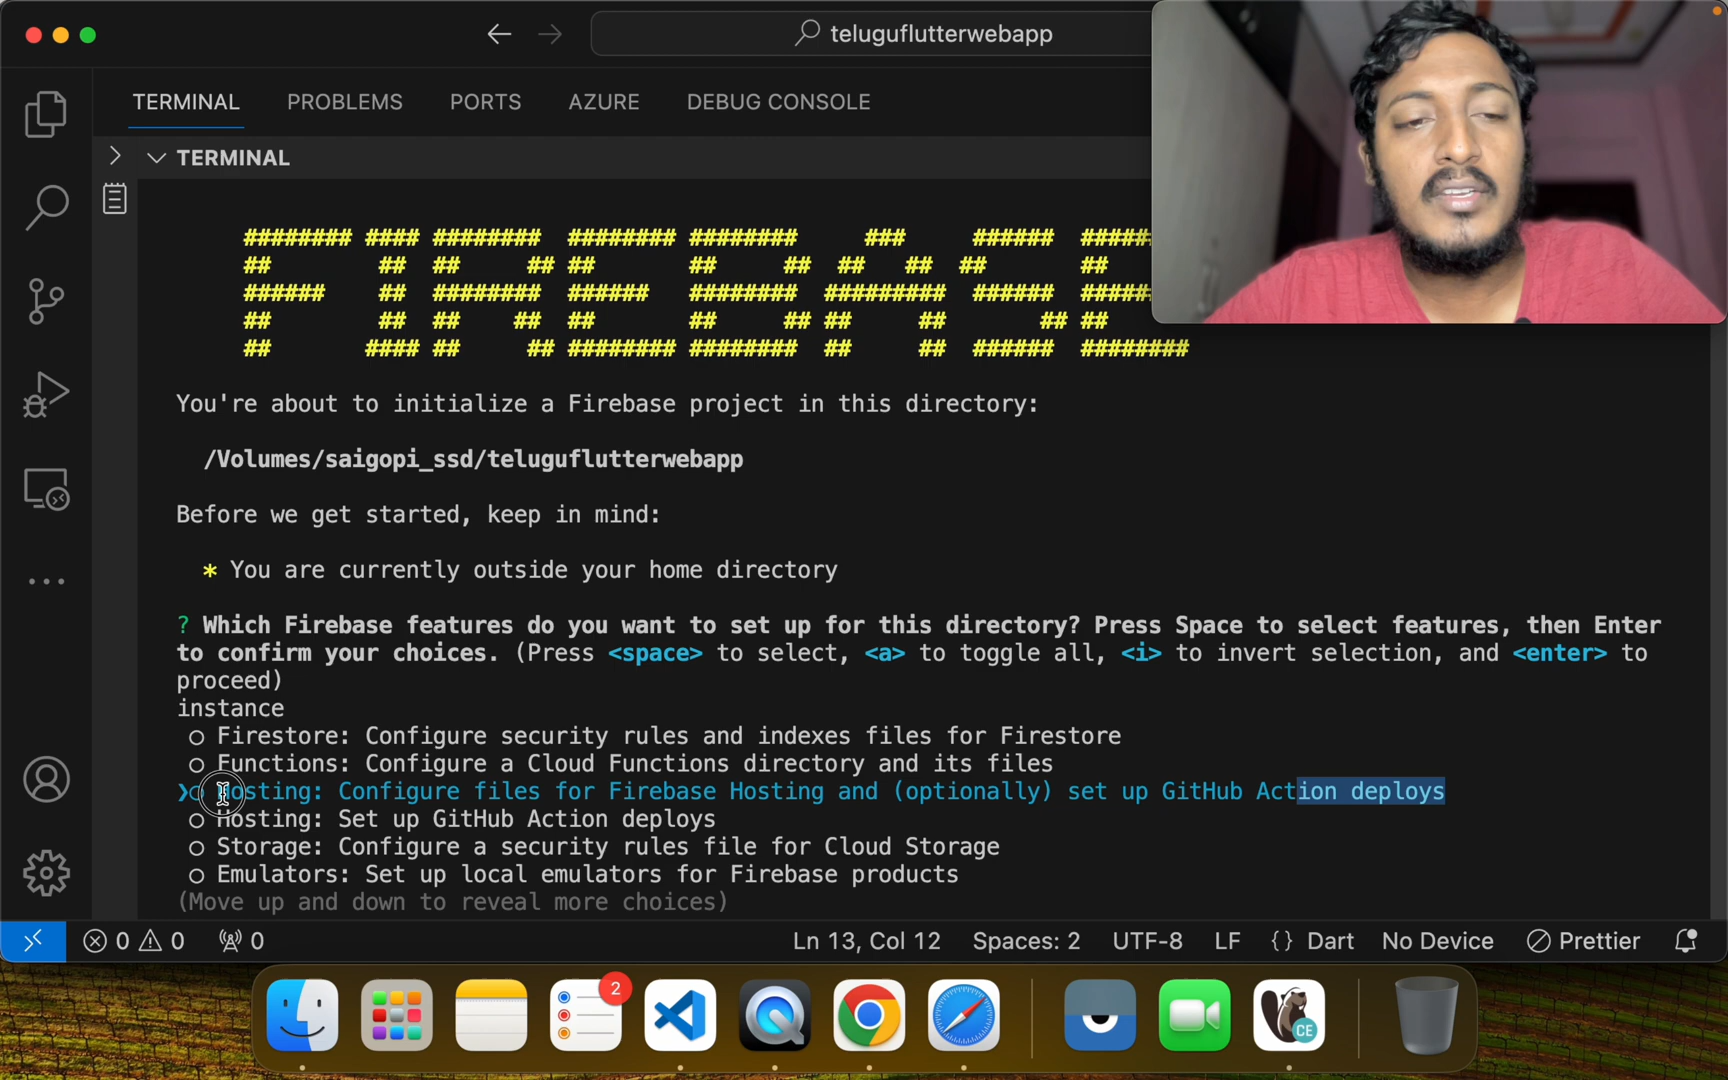 teluguflutterwebapp
TERMINAL PROBLEMS PORTS AZURE DEBUG CONSOLE
TERMINAL
FIREBASE
You're about to initialize a Firebase project in this directory:
/Volumes/saigopi_ssd/teluguflutterwebapp
Before we get started, keep in mind:
* You are currently outside your home directory
? Which Firebase features do you want to set up for this directory? Press Space to select features, then Enter
to confirm your choices. (Press <space> to select, <a> to toggle all, <i> to invert selection, and <enter> to
proceed)
instance
○ Firestore: Configure security rules and indexes files for Firestore
○ Functions: Configure a Cloud Functions directory and its files
❯○ Hosting: Configure files for Firebase Hosting and (optionally) set up GitHub Action deploys
○ Hosting: Set up GitHub Action deploys
○ Storage: Configure a security rules file for Cloud Storage
○ Emulators: Set up local emulators for Firebase products
(Move up and down to reveal more choices)
0 0 0 Ln 13, Col 12 Spaces: 2 UTF-8 LF {} Dart No Device Prettier
2
CE